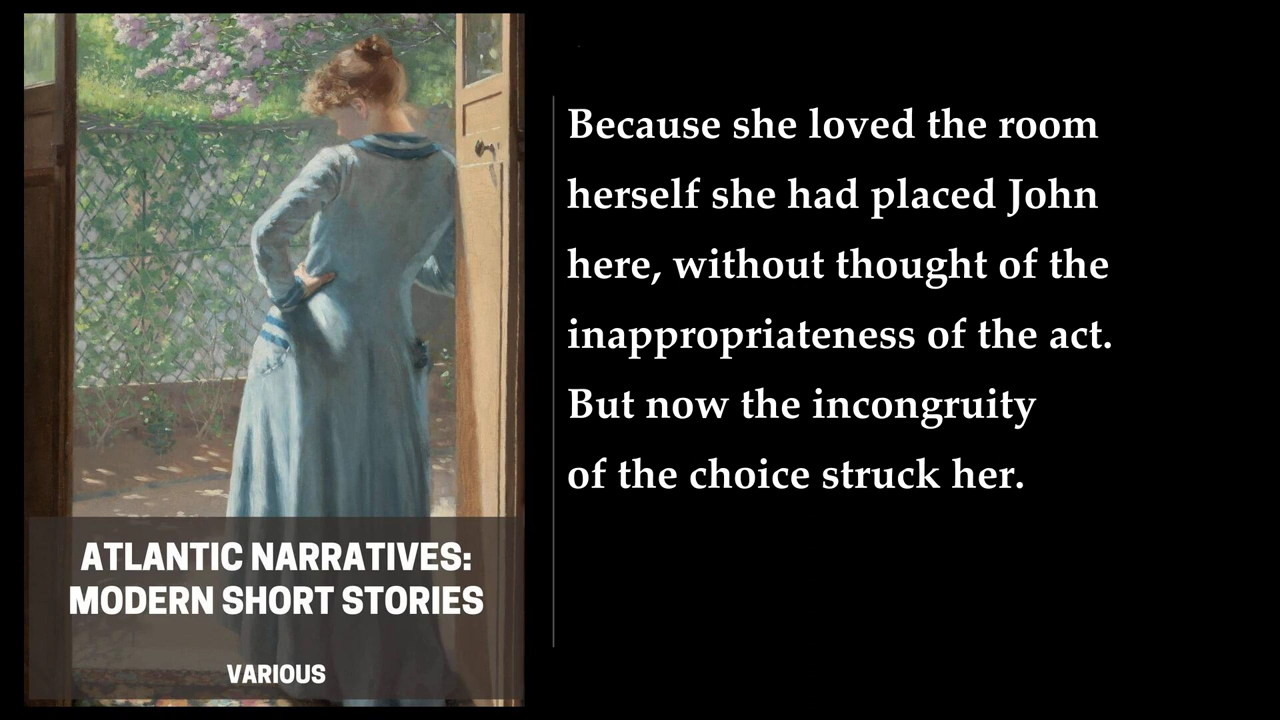 Because she loved the room
herself she had placed John
here, without thought of the
inappropriateness of the act.
But now the incongruity
of the choice struck her.
ATLANTIC NARRATIVES:
MODERN SHORT STORIES
VARIOUS